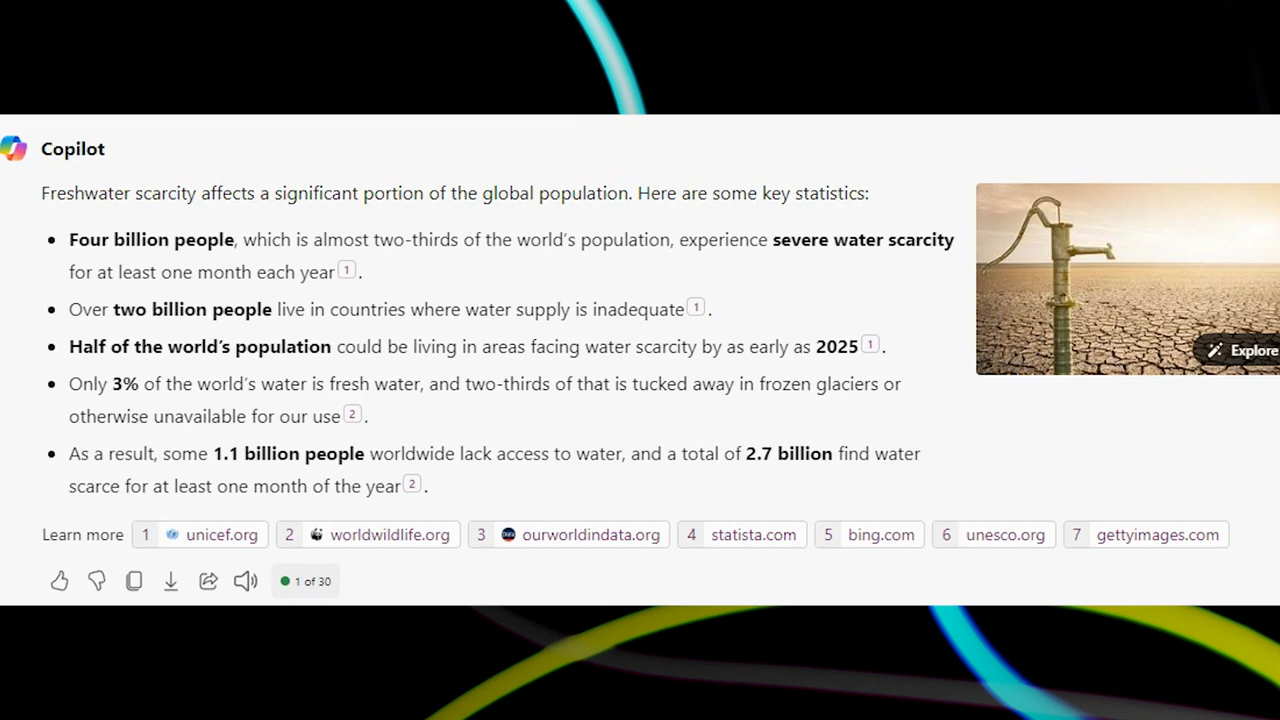 Copilot
Freshwater scarcity affects a significant portion of the global population. Here are some key statistics:
• Four billion people, which is almost two-thirds of the world's population, experience severe water scarcity
for at least one month each year 1.
• Over two billion people live in countries where water supply is inadequate 1.
• Half of the world's population could be living in areas facing water scarcity by as early as 2025 1.
• Only 3% of the world's water is fresh water, and two-thirds of that is tucked away in frozen glaciers or
otherwise unavailable for our use 2.
• As a result, some 1.1 billion people worldwide lack access to water, and a total of 2.7 billion find water
scarce for at least one month of the year 2.
Explore
Learn more 1 unicef.org 2 worldwildlife.org 3 Data ourworldindata.org 4 statista.com 5 bing.com 6 unesco.org 7 gettyimages.com
1 of 30